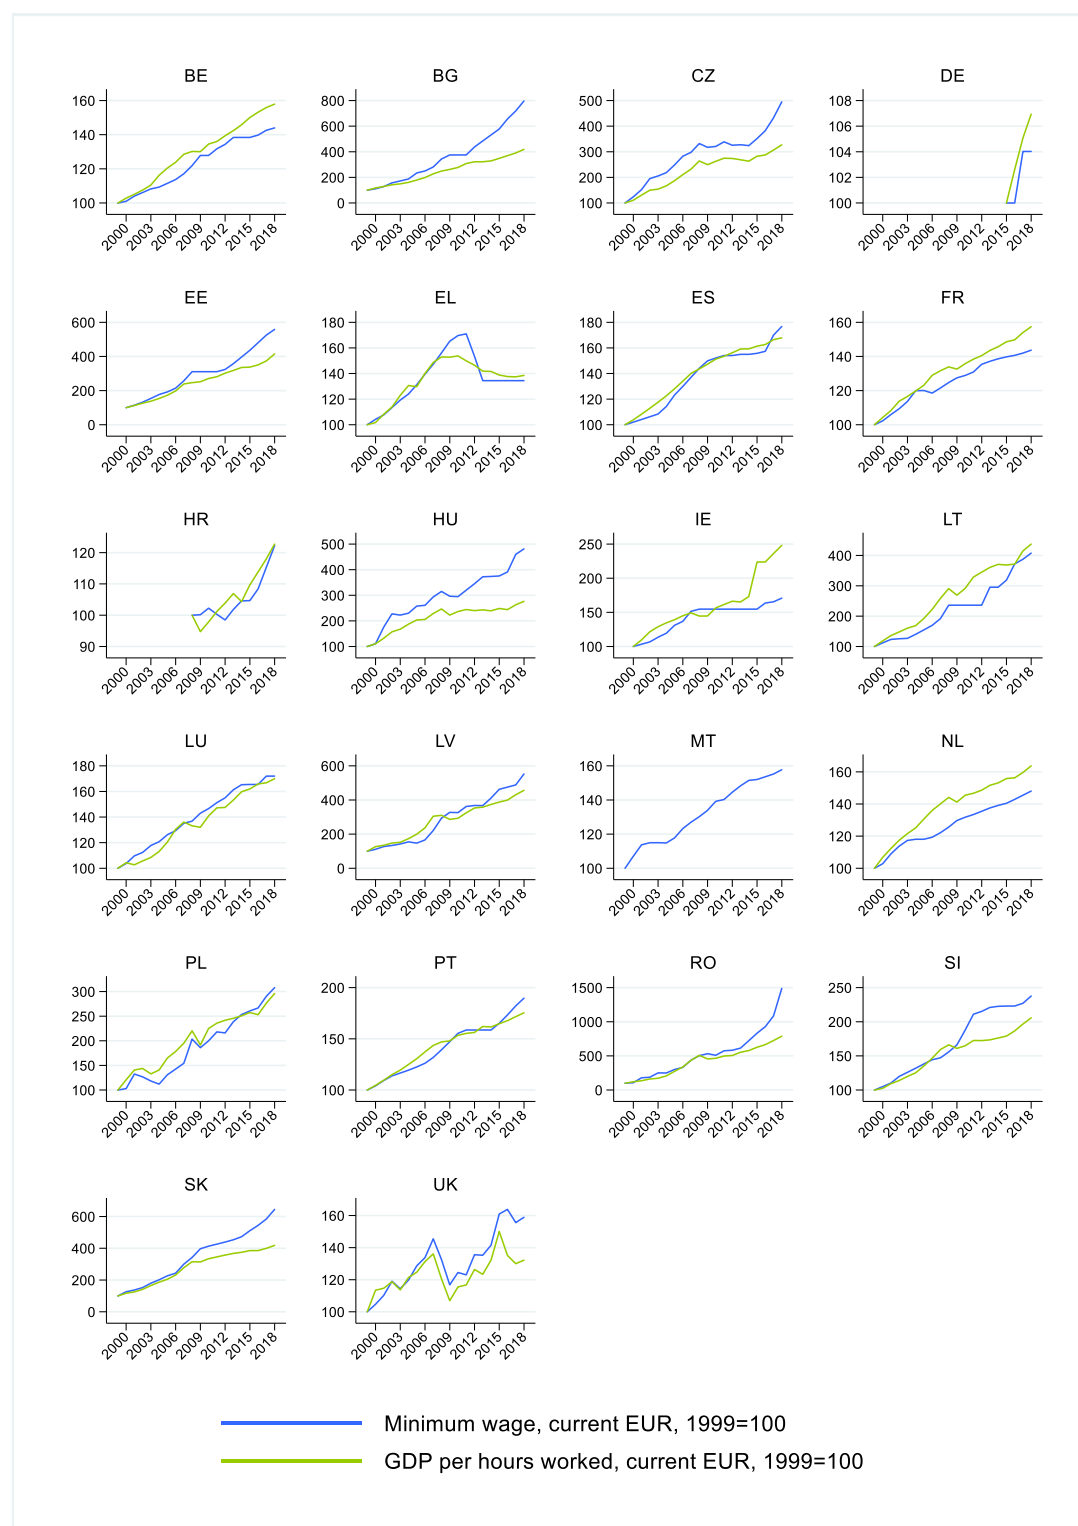 BE BG CZ DE
160 800 500 108
140 600 400 106
120 400 300 104
100 200 200 102
0 100 100
2000 2003 2006 2009 2012 2015 2018 2000 2003 2006 2009 2012 2015 2018 2000 2003 2006 2009 2012 2015 2018 2000 2003 2006 2009 2012 2015 2018
EE EL ES FR
600 180 180 160
400 160 160 140
200 140 140 120
0 120 120 100
100 100
2000 2003 2006 2009 2012 2015 2018 2000 2003 2006 2009 2012 2015 2018 2000 2003 2006 2009 2012 2015 2018 2000 2003 2006 2009 2012 2015 2018
HR HU IE LT
120 500 250 400
110 400 200 300
100 300 150 200
90 200 100 100
100
2000 2003 2006 2009 2012 2015 2018 2000 2003 2006 2009 2012 2015 2018 2000 2003 2006 2009 2012 2015 2018 2000 2003 2006 2009 2012 2015 2018
LU LV MT NL
180 600 160 160
160 400 140 140
140 200 120 120
120 0 100 100
100
2000 2003 2006 2009 2012 2015 2018 2000 2003 2006 2009 2012 2015 2018 2000 2003 2006 2009 2012 2015 2018 2000 2003 2006 2009 2012 2015 2018
PL PT RO SI
300 200 1500 250
250 150 1000 200
200 100 500 150
150 0 100
100
2000 2003 2006 2009 2012 2015 2018 2000 2003 2006 2009 2012 2015 2018 2000 2003 2006 2009 2012 2015 2018 2000 2003 2006 2009 2012 2015 2018
SK UK
600 160
400 140
200 120
0 100
2000 2003 2006 2009 2012 2015 2018 2000 2003 2006 2009 2012 2015 2018
Minimum wage, current EUR, 1999=100
GDP per hours worked, current EUR, 1999=100